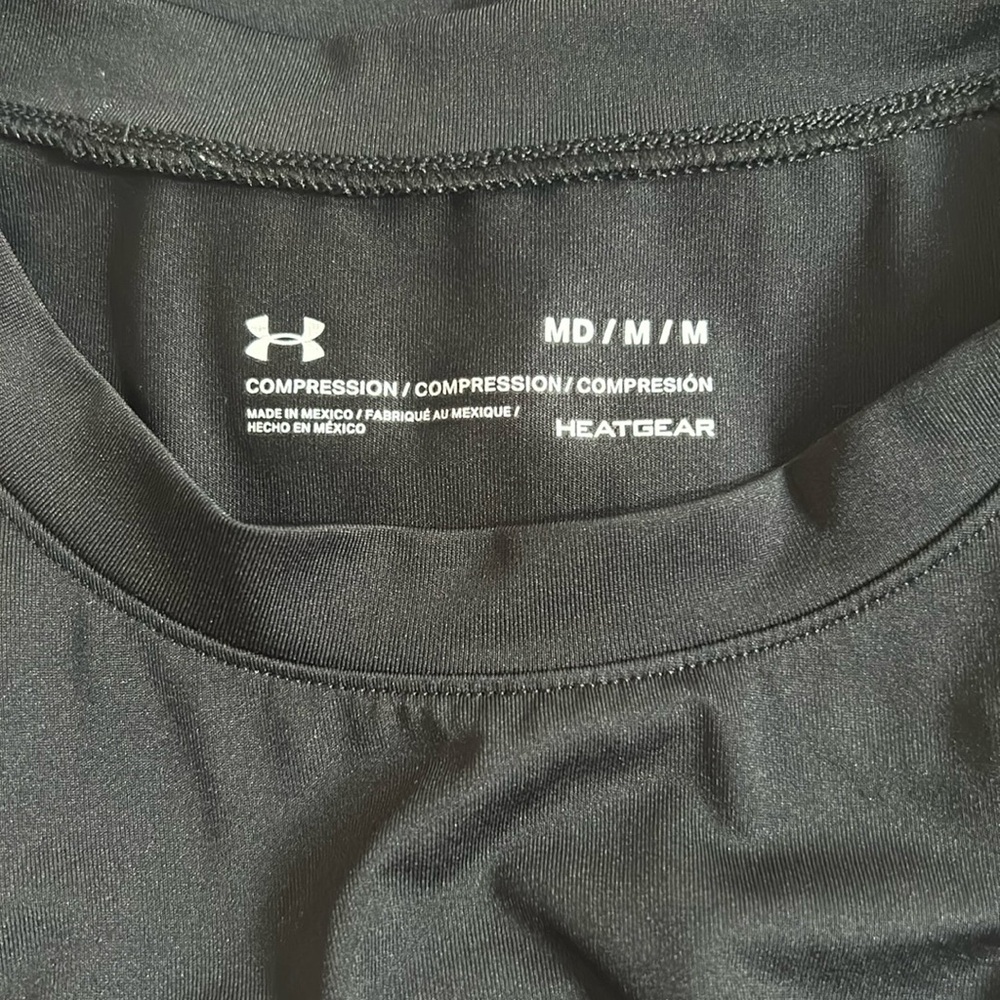 MD / M / M
COMPRESSION / COMPRESSION / COMPRESIÓN
MADE IN MEXICO / FABRIQUÉ AU MEXIQUE /
HECHO EN MÉXICO
HEATGEAR